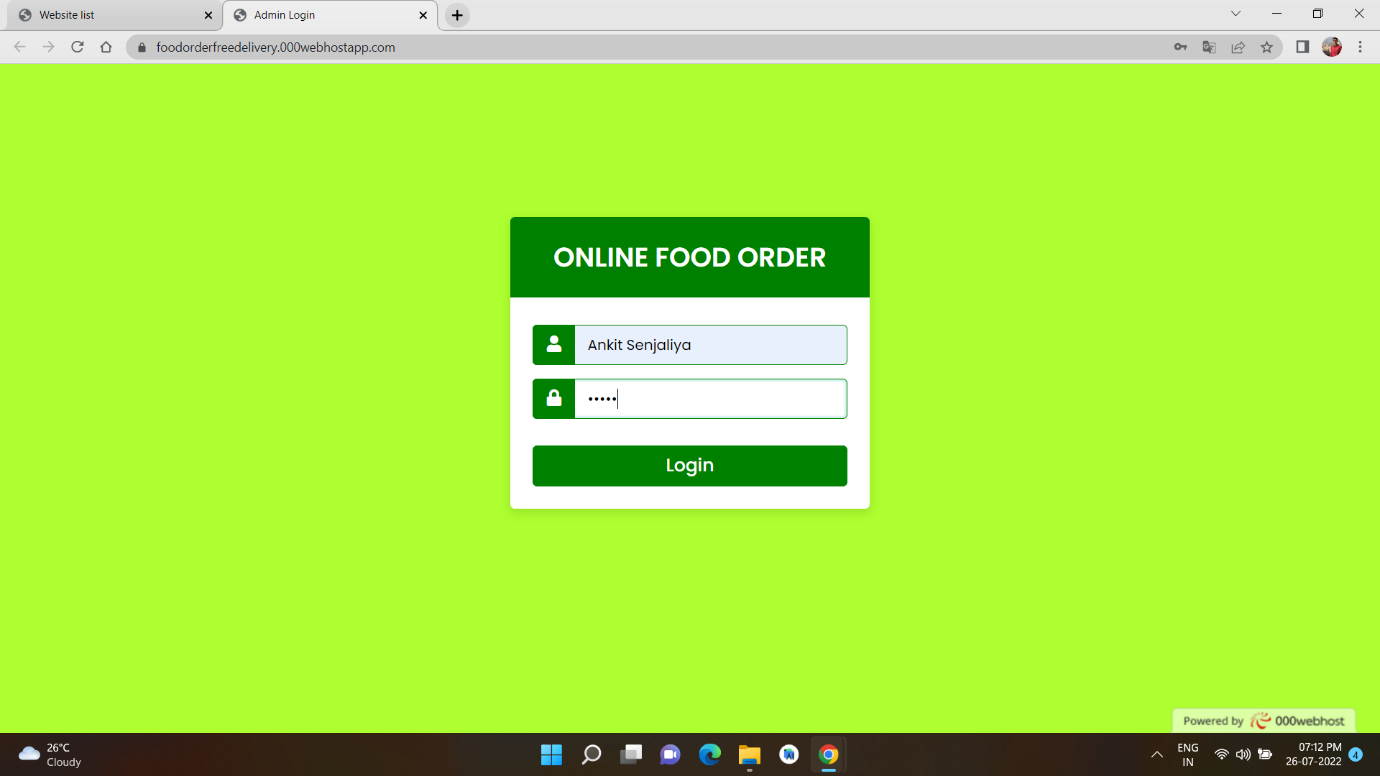 Website list
Admin Login
foodorderfreedelivery.000webhostapp.com
ONLINE FOOD ORDER
Ankit Senjaliya
•••••
Login
Powered by 000webhost
26°C
Cloudy
ENG
IN
07:12 PM
26-07-2022
4